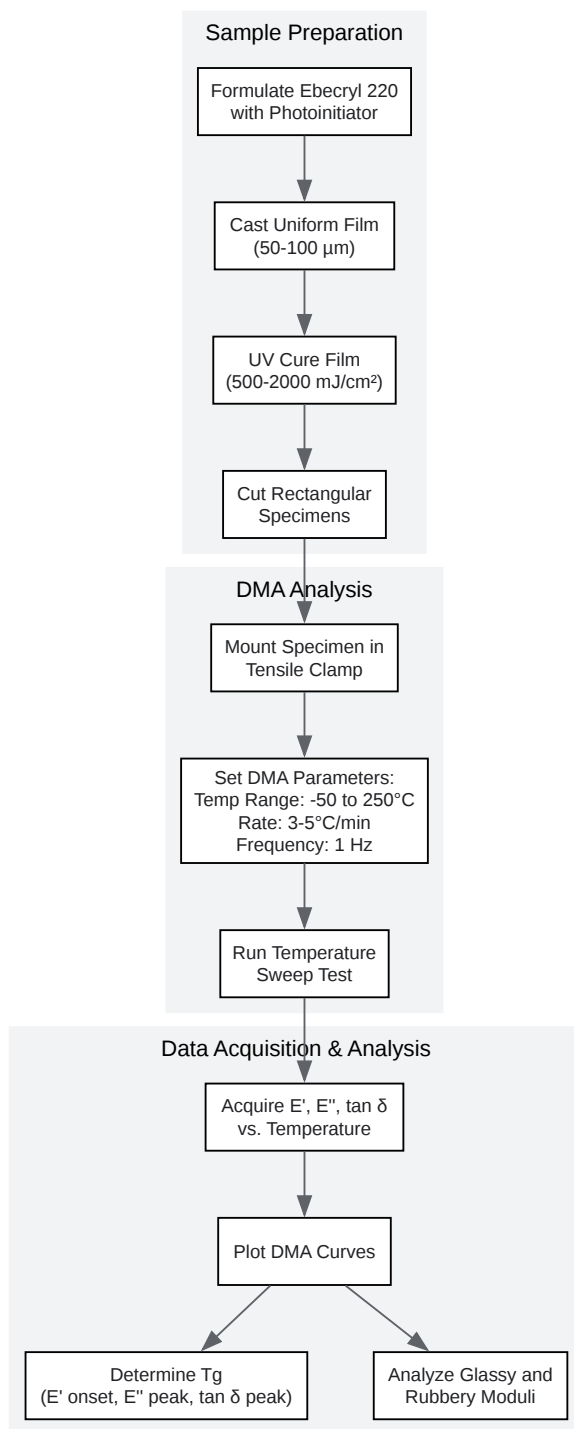 Sample Preparation
Formulate Ebecryl 220
with Photoinitiator
Cast Uniform Film
(50-100 µm)
UV Cure Film
(500-2000 mJ/cm²)
Cut Rectangular
Specimens
DMA Analysis
Mount Specimen in
Tensile Clamp
Set DMA Parameters:
Temp Range: -50 to 250°C
Rate: 3-5°C/min
Frequency: 1 Hz
Run Temperature
Sweep Test
Data Acquisition & Analysis
Acquire E', E'', tan δ
vs. Temperature
Plot DMA Curves
Determine Tg
(E' onset, E'' peak, tan δ peak)
Analyze Glassy and
Rubbery Moduli